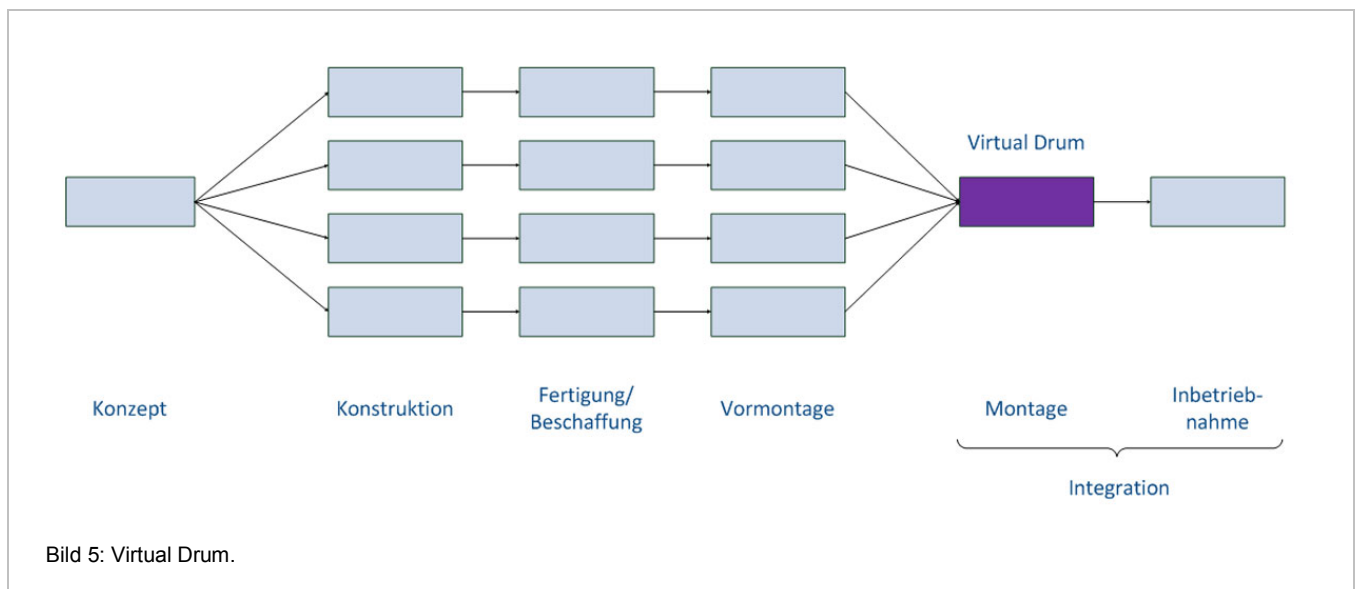 Virtual Drum
Konzept
Konstruktion
Fertigung/
Beschaffung
Vormontage
Montage
Inbetrieb-
nahme
Integration
Bild 5: Virtual Drum.